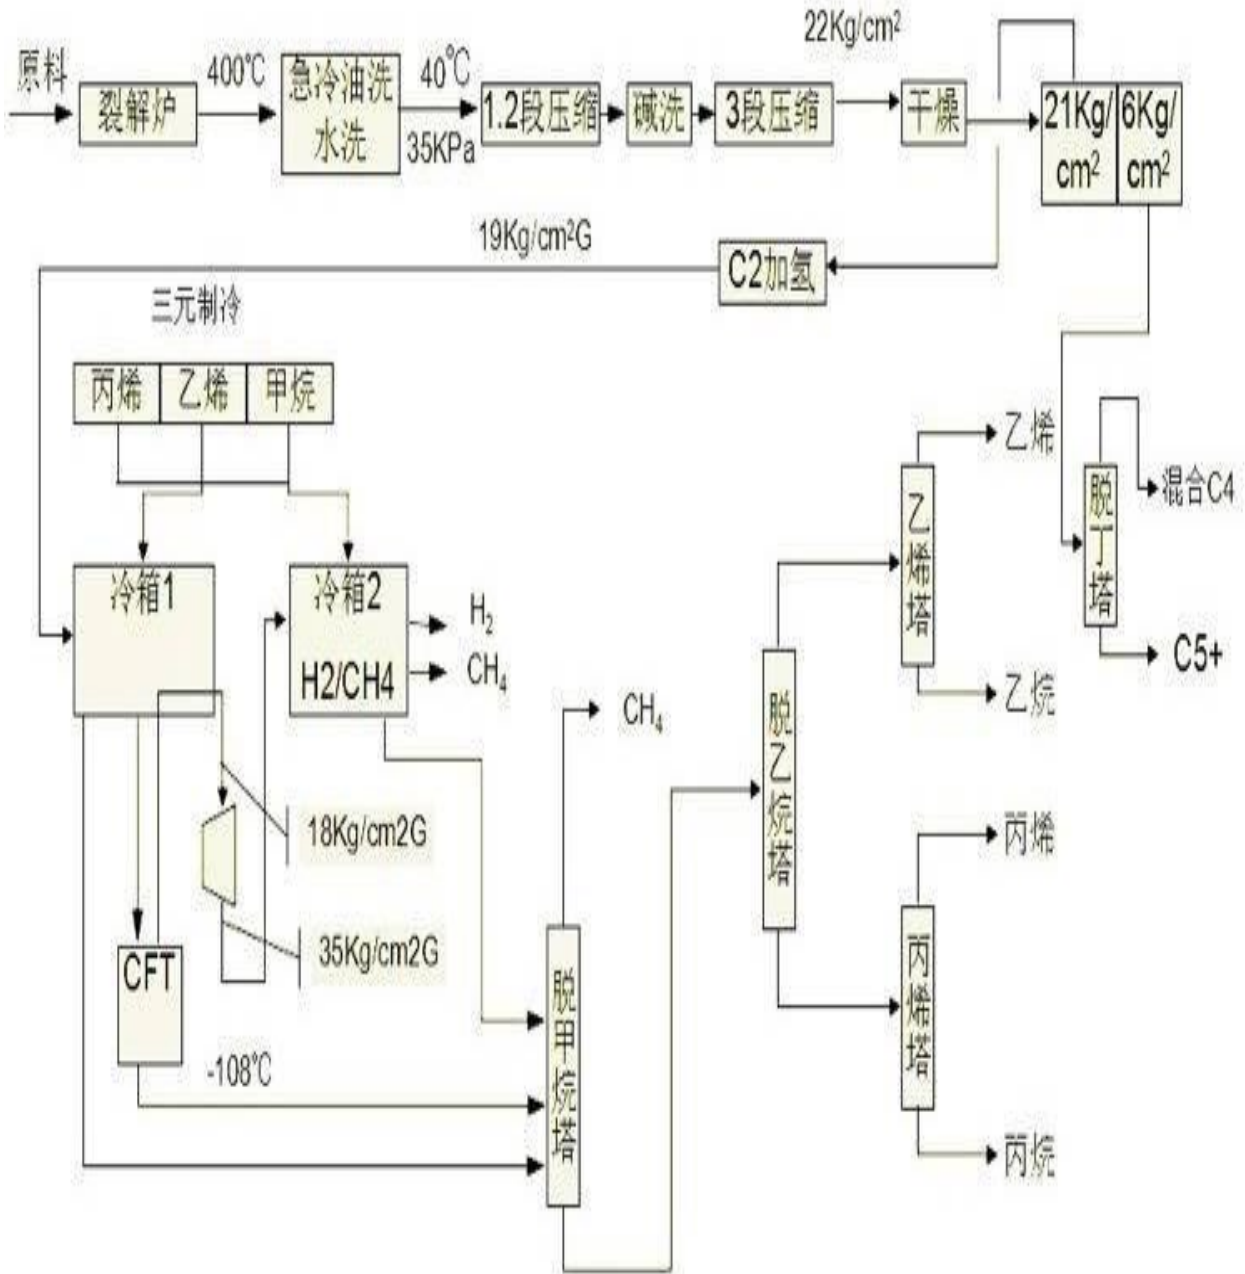 原料
裂解炉
400℃
急冷油洗
水洗
40℃
35KPa
1.2段压缩
碱洗
3段压缩
22Kg/cm²
干燥
21Kg/
cm²
6Kg/
cm²
19Kg/cm²G
C2加氢
三元制冷
丙烯
乙烯
甲烷
冷箱1
冷箱2
H2/CH4
H₂
CH₄
18Kg/cm2G
35Kg/cm2G
CFT
-108℃
CH₄
脱甲烷塔
脱乙烷塔
乙烯塔
乙烯
乙烷
脱丁塔
混合C4
C5+
丙烯塔
丙烯
丙烷